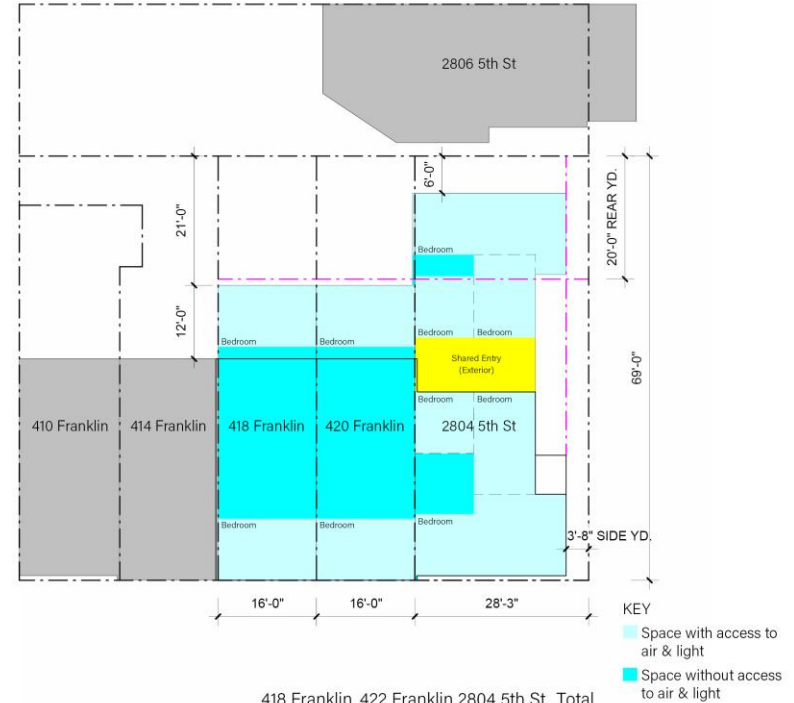 2806 5th St
21'-0"
6'-0"
20'-0" REAR YD.
Bedroom
12'-0"
Bedroom
Bedroom
Bedroom
Bedroom
Shared Entry
(Exterior)
69'-0"
Bedroom
Bedroom
410 Franklin
414 Franklin
418 Franklin
420 Franklin
2804 5th St
Bedroom
Bedroom
Bedroom
3'-8" SIDE YD.
16'-0"
16'-0"
28'-3"
KEY
Space with access to
air & light
Space without access
to air & light
418 Franklin 422 Franklin 2804 5th St Total